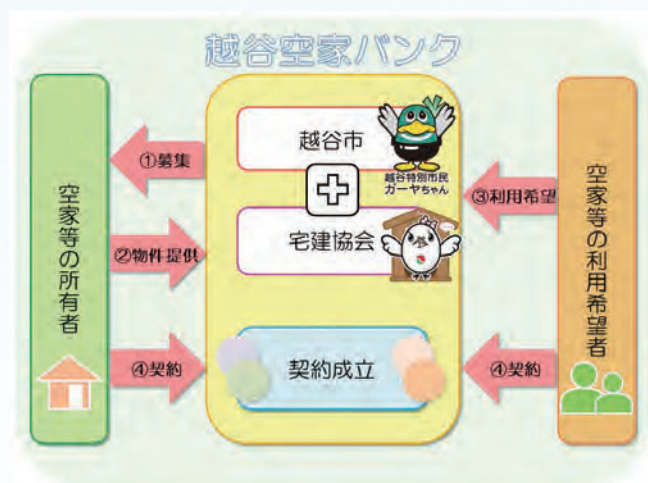 越谷空家バンク
空家等の所有者
①募集
②物件提供
④契約
越谷市
越谷特別市民
ガーヤちゃん
宅建協会
契約成立
③利用希望
④契約
空家等の利用希望者